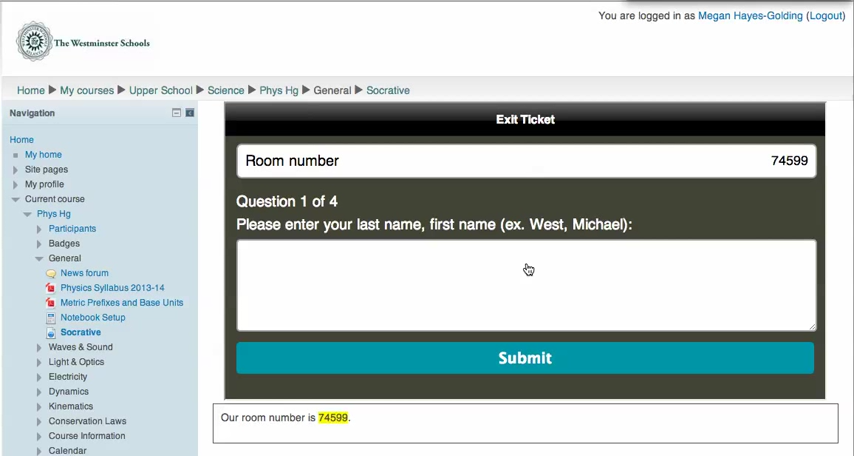 You are logged in as Megan Hayes-Golding (Logout)
The Westminster Schools
Home My courses Upper School Science Phys Hg General Socrative
Navigation
Home
My home
Site pages
My profile
Current course
Phys Hg
Participants
Badges
General
News forum
Physics Syllabus 2013-14
Metric Prefixes and Base Units
Notebook Setup
Socrative
Waves & Sound
Light & Optics
Electricity
Dynamics
Kinematics
Conservation Laws
Course Information
Calendar
Exit Ticket
Room number 74599
Question 1 of 4
Please enter your last name, first name (ex. West, Michael):
Submit
Our room number is 74599.